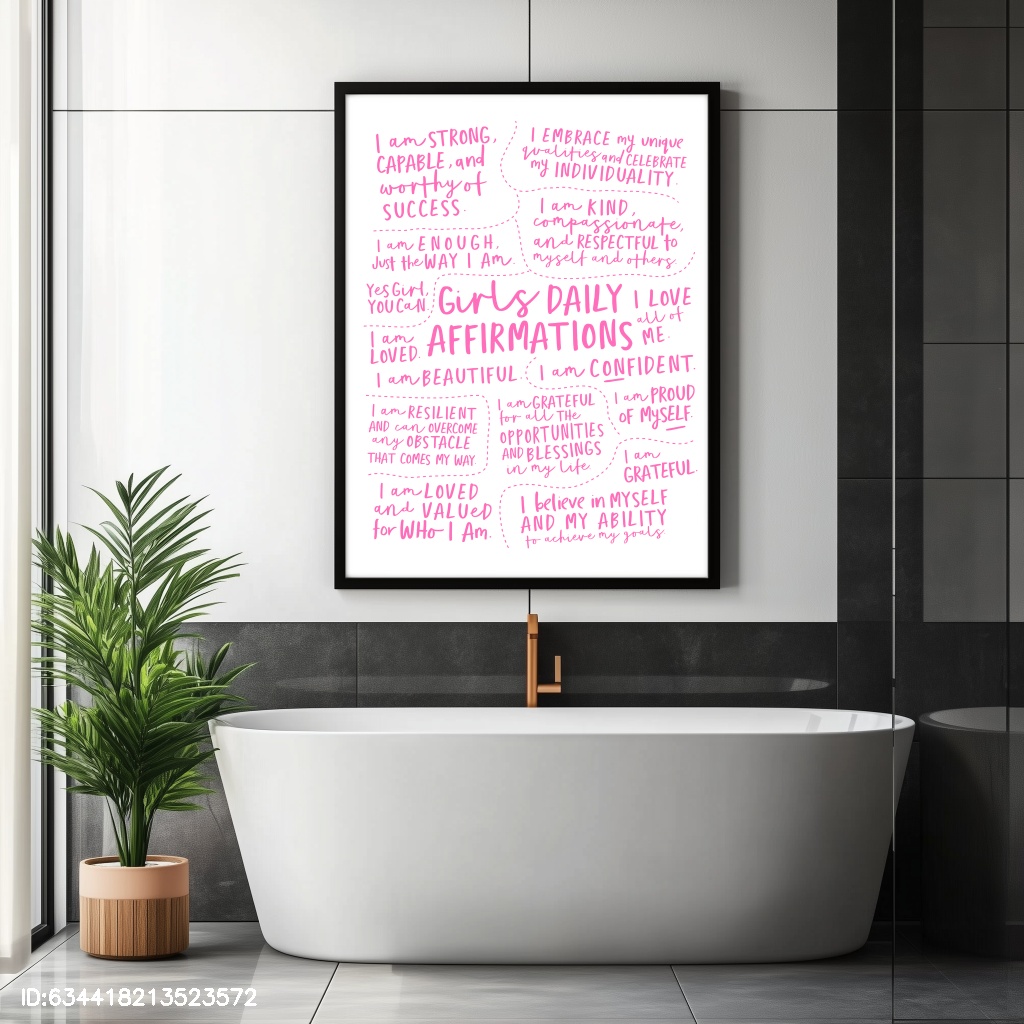 I am STRONG,
CAPABLE, and
worthy of
SUCCESS.
I EMBRACE my unique
qualities and CELEBRATE
my INDIVIDUALITY.
I am KIND,
compassionate,
and RESPECTFUL to
myself and others.
I am ENOUGH,
Just the WAY I Am.
Yes Girl,
YOU CAN.
Girls DAILY
AFFIRMATIONS
I LOVE
all of
ME.
I am
LOVED.
I am BEAUTIFUL.
I am CONFIDENT.
I am RESILIENT
AND can OVERCOME
any OBSTACLE
THAT COMES MY WAY.
I am GRATEFUL
for all THE
OPPORTUNITIES
AND BLESSINGS
in my life
I am PROUD
OF MySELF.
I am
GRATEFUL.
I am LOVED
and VALUeD
for WHo I Am.
I believe in MYSELF
AND MY ABILITY
to achieve my goals
ID:634418213523572